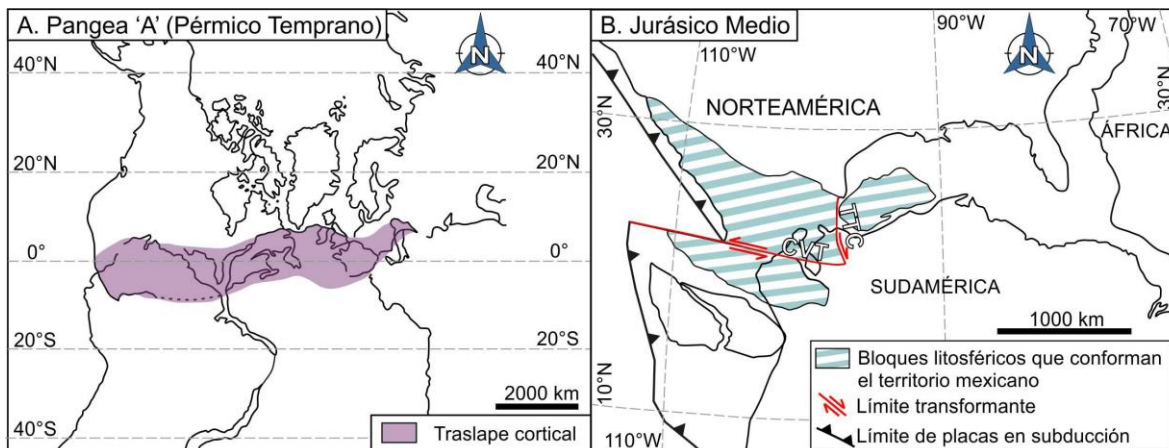 A. Pangea ‘A’ (Pérmico Temprano)
N
40°N
40°N
20°N
20°N
0°
0°
20°S
20°S
40°S
40°S
2000 km
Traslape cortical
B. Jurásico Medio
N
110°W
90°W
70°W
30°N
30°N
NORTEAMÉRICA
ÁFRICA
TTC
CVT
SUDAMÉRICA
1000 km
10°N
110°W
Bloques litosféricos que conforman
el territorio mexicano
Límite transformante
Límite de placas en subducción